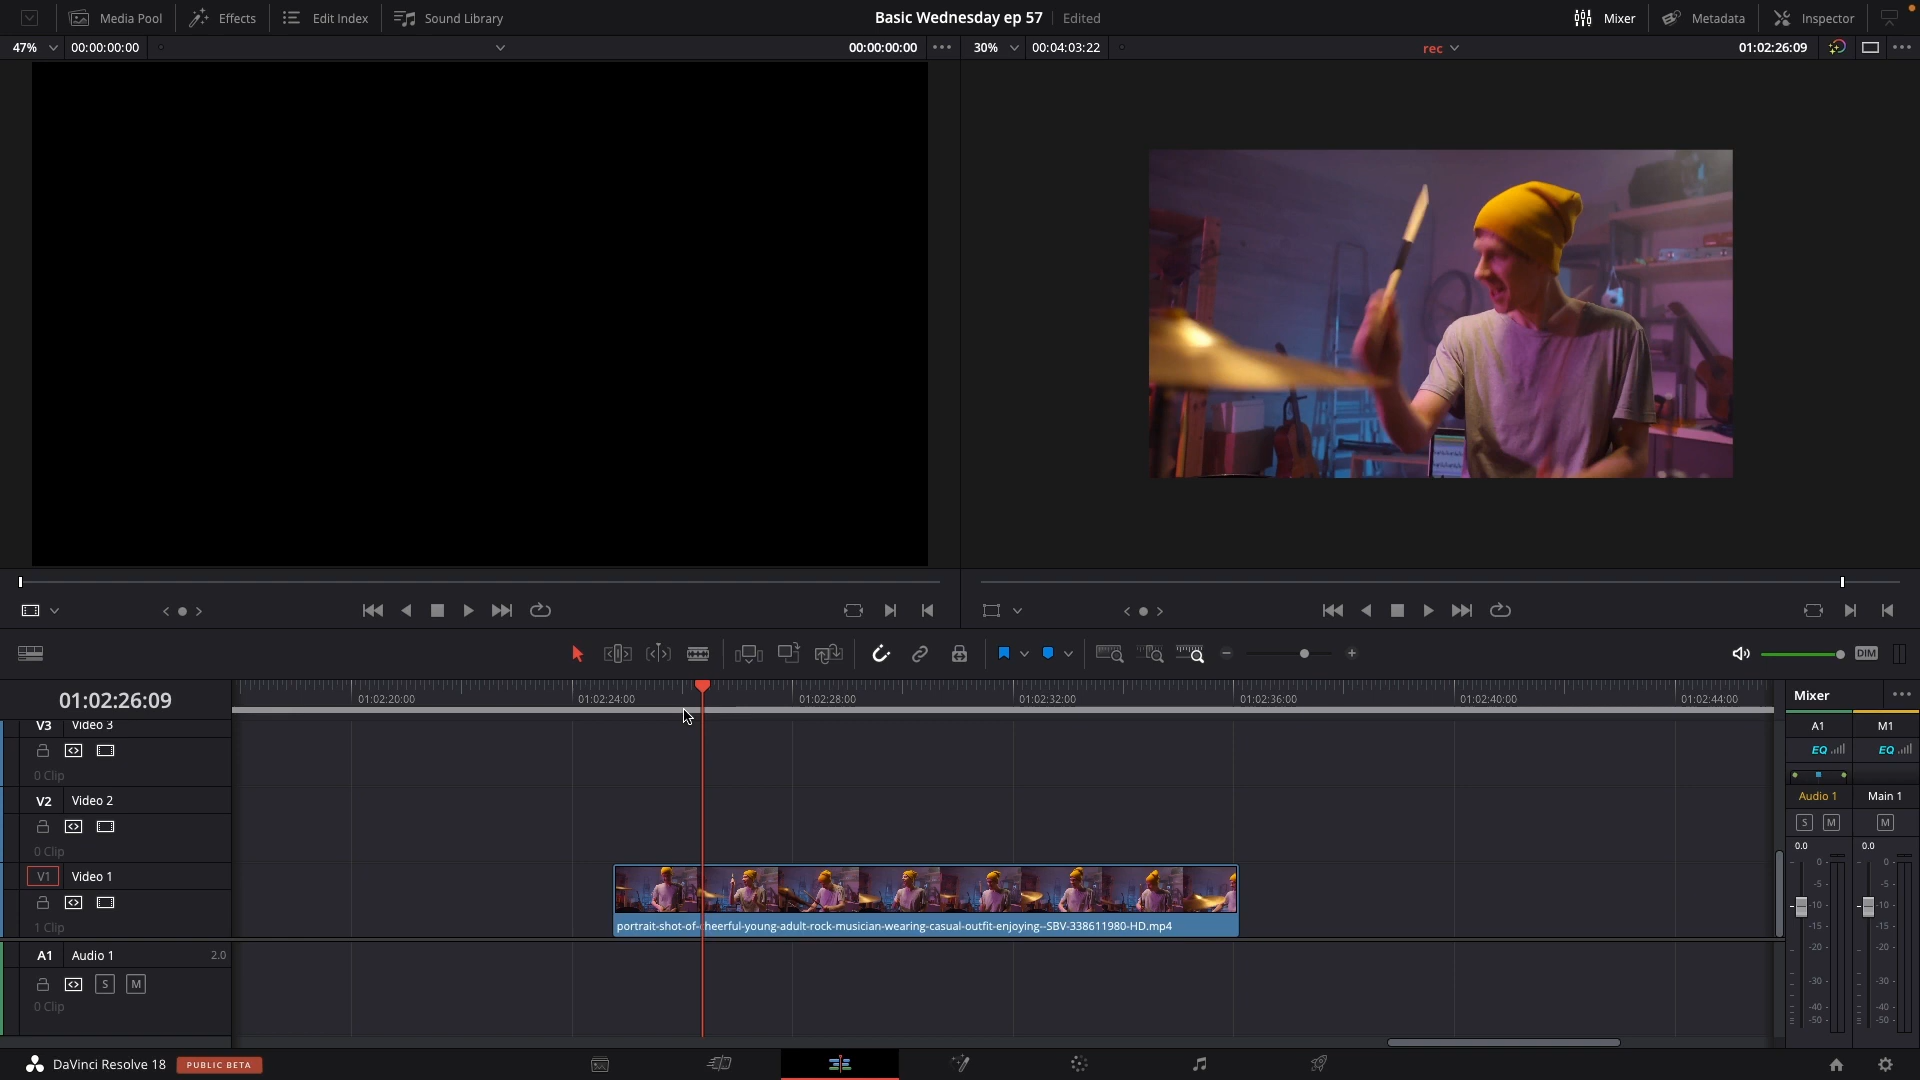 Media Pool Effects Edit Index Sound Library Basic Wednesday ep 57 Edited Mixer Metadata Inspector
47% 00:00:00:00 00:00:00:00 30% 00:04:03:22 rec 01:02:26:09
DIM
01:02:26:09 01:02:20:00 01:02:24:00 01:02:28:00 01:02:32:00 01:02:36:00 01:02:40:00 01:02:44:00 Mixer
V3 Video 3
A1 M1
EQ EQ
0 Clip
V2 Video 2
Audio 1 Main 1
S M M
0 Clip
0.0 0.0
0- 0-
V1 Video 1
-5- -5-
-10- -10-
1 Clip
portrait-shot-of-cheerful-young-adult-rock-musician-wearing-casual-outfit-enjoying--SBV-338611980-HD.mp4
-15- -15-
-20- -20-
A1 Audio 1 2.0
S M
-30- -30-
0 Clip
-40- -40-
-50- -50-
DaVinci Resolve 18 PUBLIC BETA